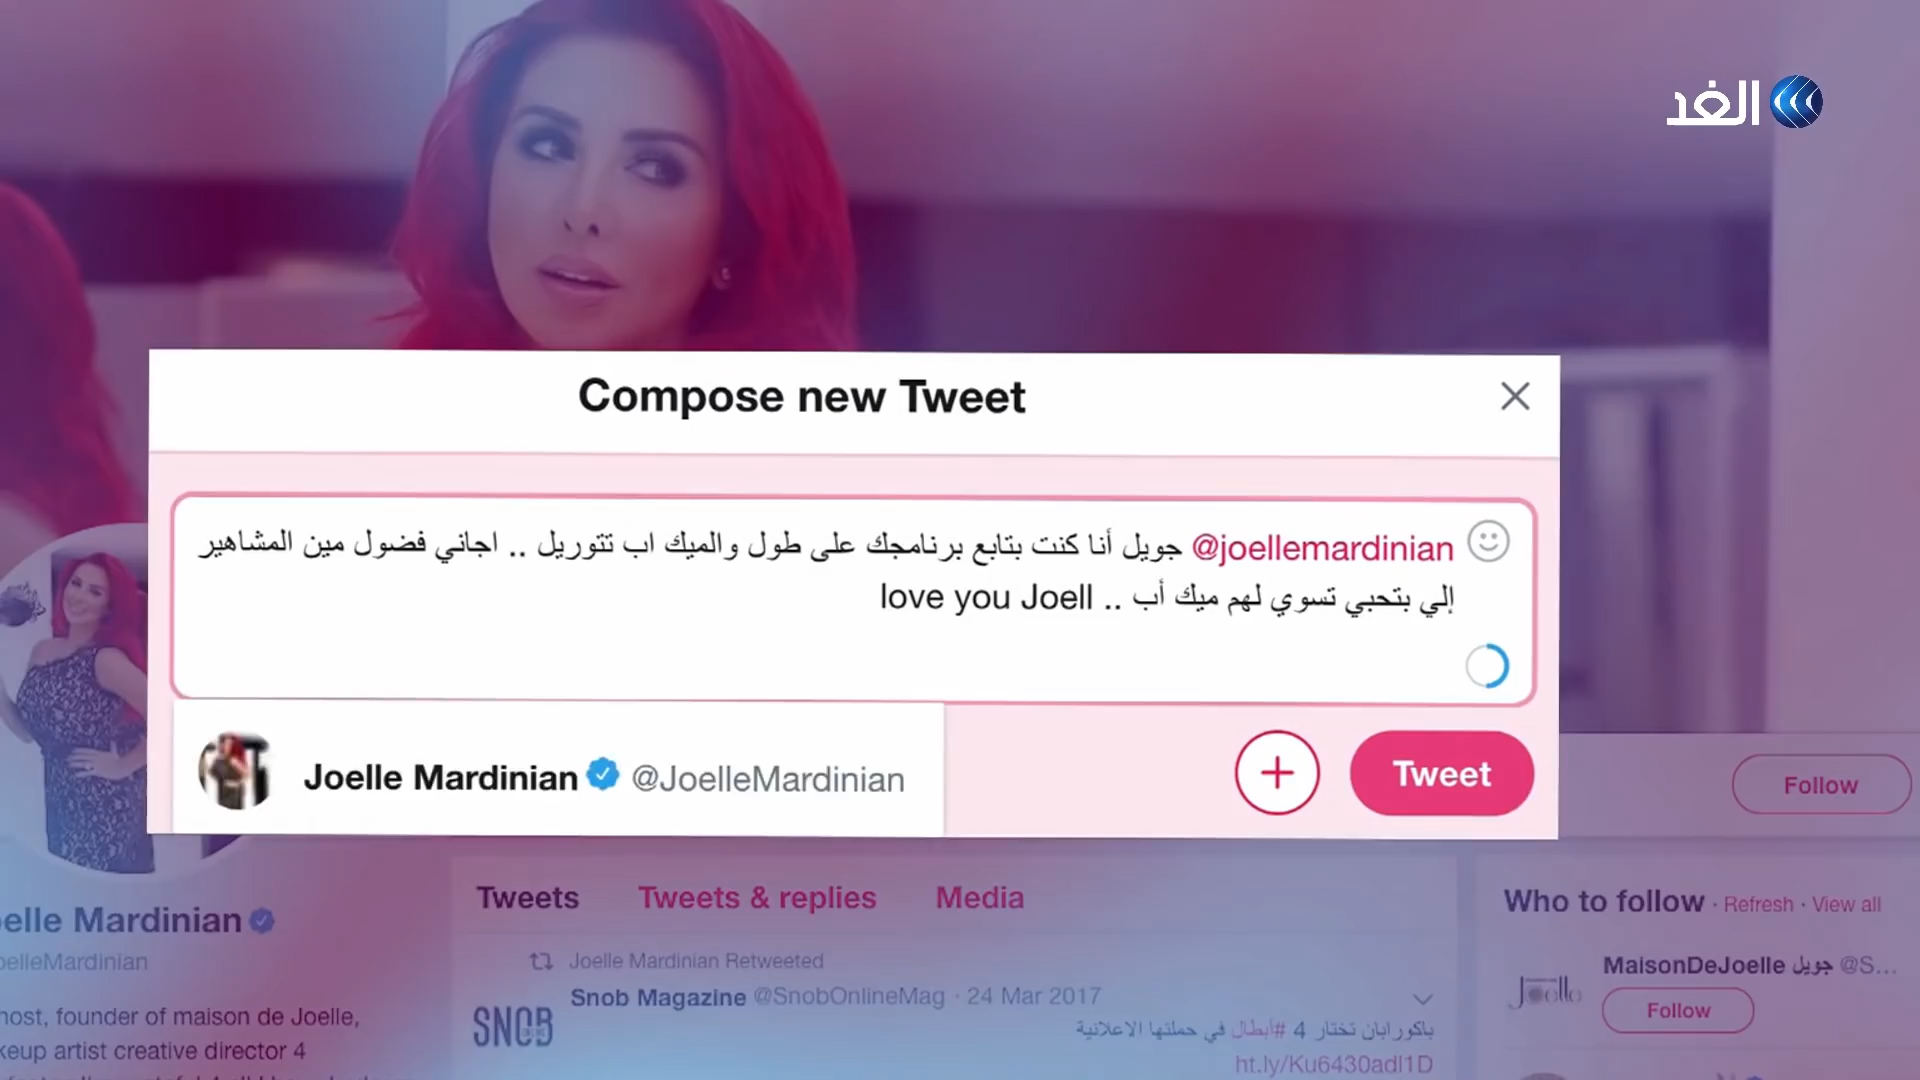 الغد
Compose new Tweet
@joellemardinian جويل أنا كنت بتابع برنامجك على طول والميك اب تتوريل .. اجاني فضول مين المشاهير
إلي بتحبي تسوي لهم ميك أب .. love you Joell
Joelle Mardinian @JoelleMardinian
Tweet
Follow
Tweets Tweets & replies Media
Who to follow · Refresh · View all
elle Mardinian
elleMardinian
host, founder of maison de Joelle,
keup artist creative director 4
Joelle Mardinian Retweeted
Snob Magazine @SnobOnlineMag · 24 Mar 2017
SNOB
باكورابان تختار 4 #أبطال في حملتها الاعلانية
ht.ly/Ku6430adl1D
MaisonDeJoelle جويل @S...
Joelle
Follow